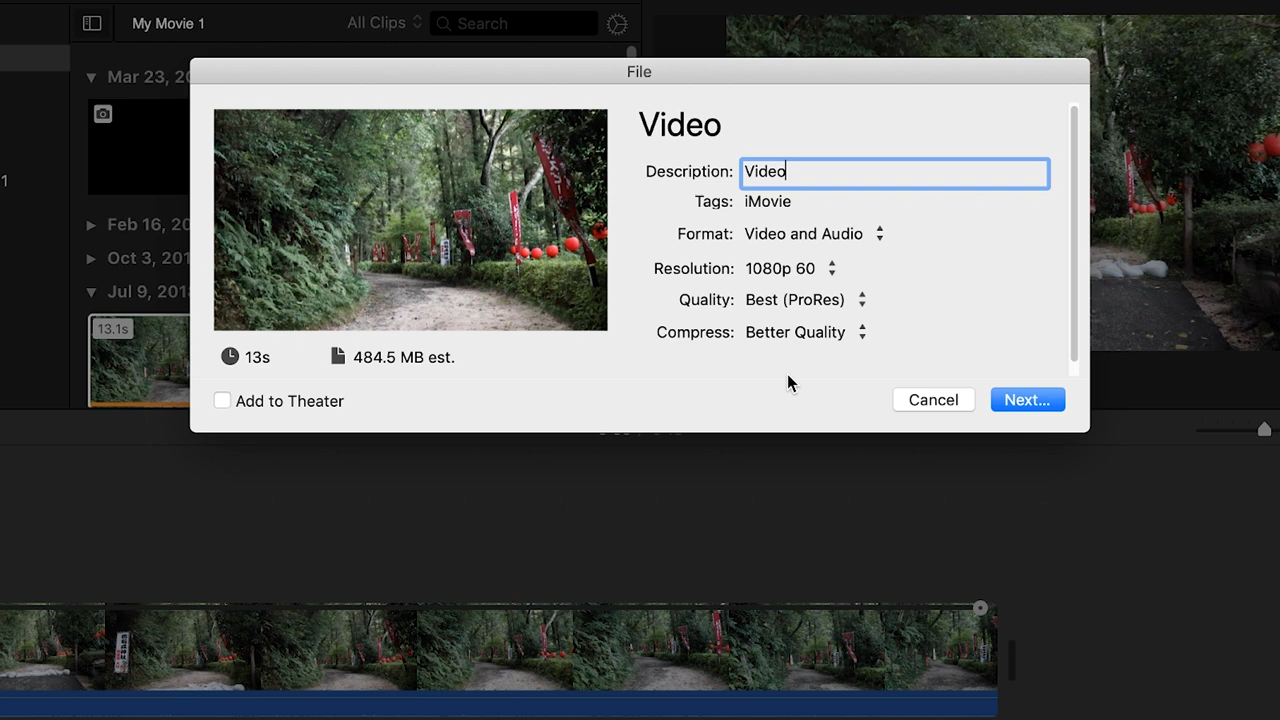 My Movie 1
All Clips
Search
File
Mar 23, 20
1
Feb 16, 20
Oct 3, 201
Jul 9, 201
13.1s
Video
Description: Video
Tags: iMovie
Format: Video and Audio
Resolution: 1080p 60
Quality: Best (ProRes)
Compress: Better Quality
13s
484.5 MB est.
Add to Theater
Cancel
Next...